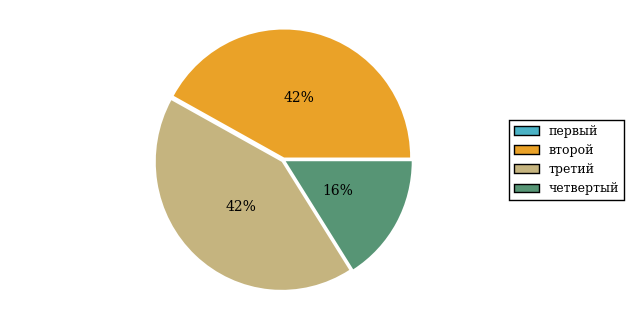 42%
42%
16%
первый
второй
третий
четвертый